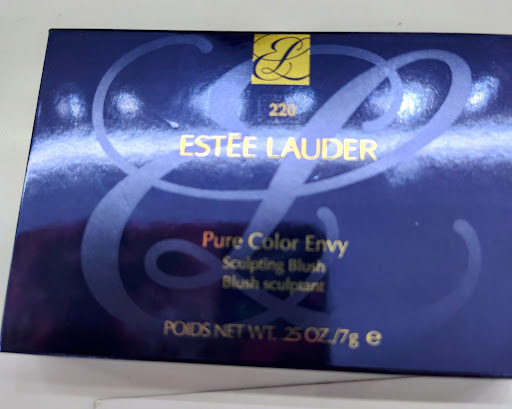 220
ESTĒE LAUDER
Pure Color Envy
Sculpting Blush
Blush sculptant
POIDS NET WT. .25 OZ./7g e